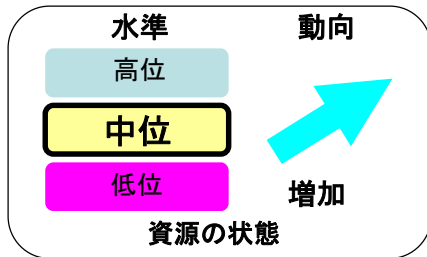 水準 動向
高位
中位
低位
増加
資源の状態